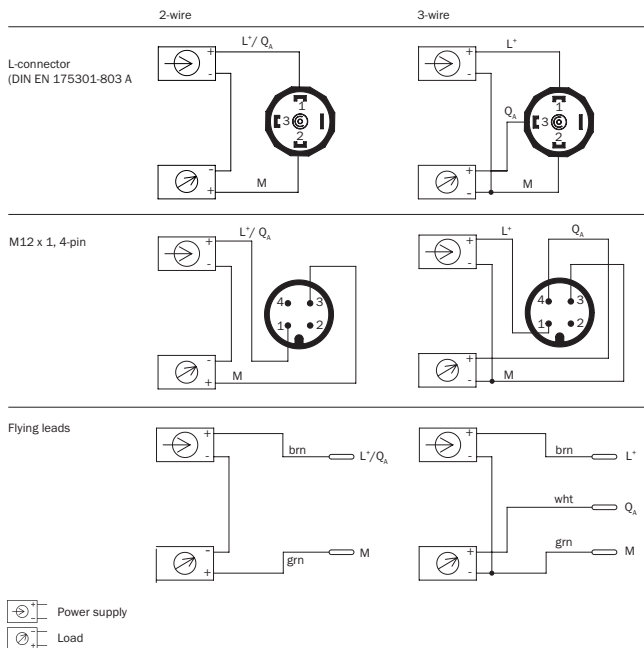 2-wire 3-wire
L-connector
(DIN EN 175301-803 A
L⁺/ Q_A
L⁺
+
-
+
-
1
3
2
Q_A
1
3
2
-
+
M
+
-
M
M12 x 1, 4-pin
L⁺/ Q_A
L⁺ Q_A
+
-
+
-
4 3
1 2
4 3
1 2
-
+
M
+
-
M
Flying leads
+
-
brn L⁺/Q_A
+
-
brn L⁺
wht Q_A
-
+
grn M
+
-
grn M
+
-
Power supply
-
+
Load